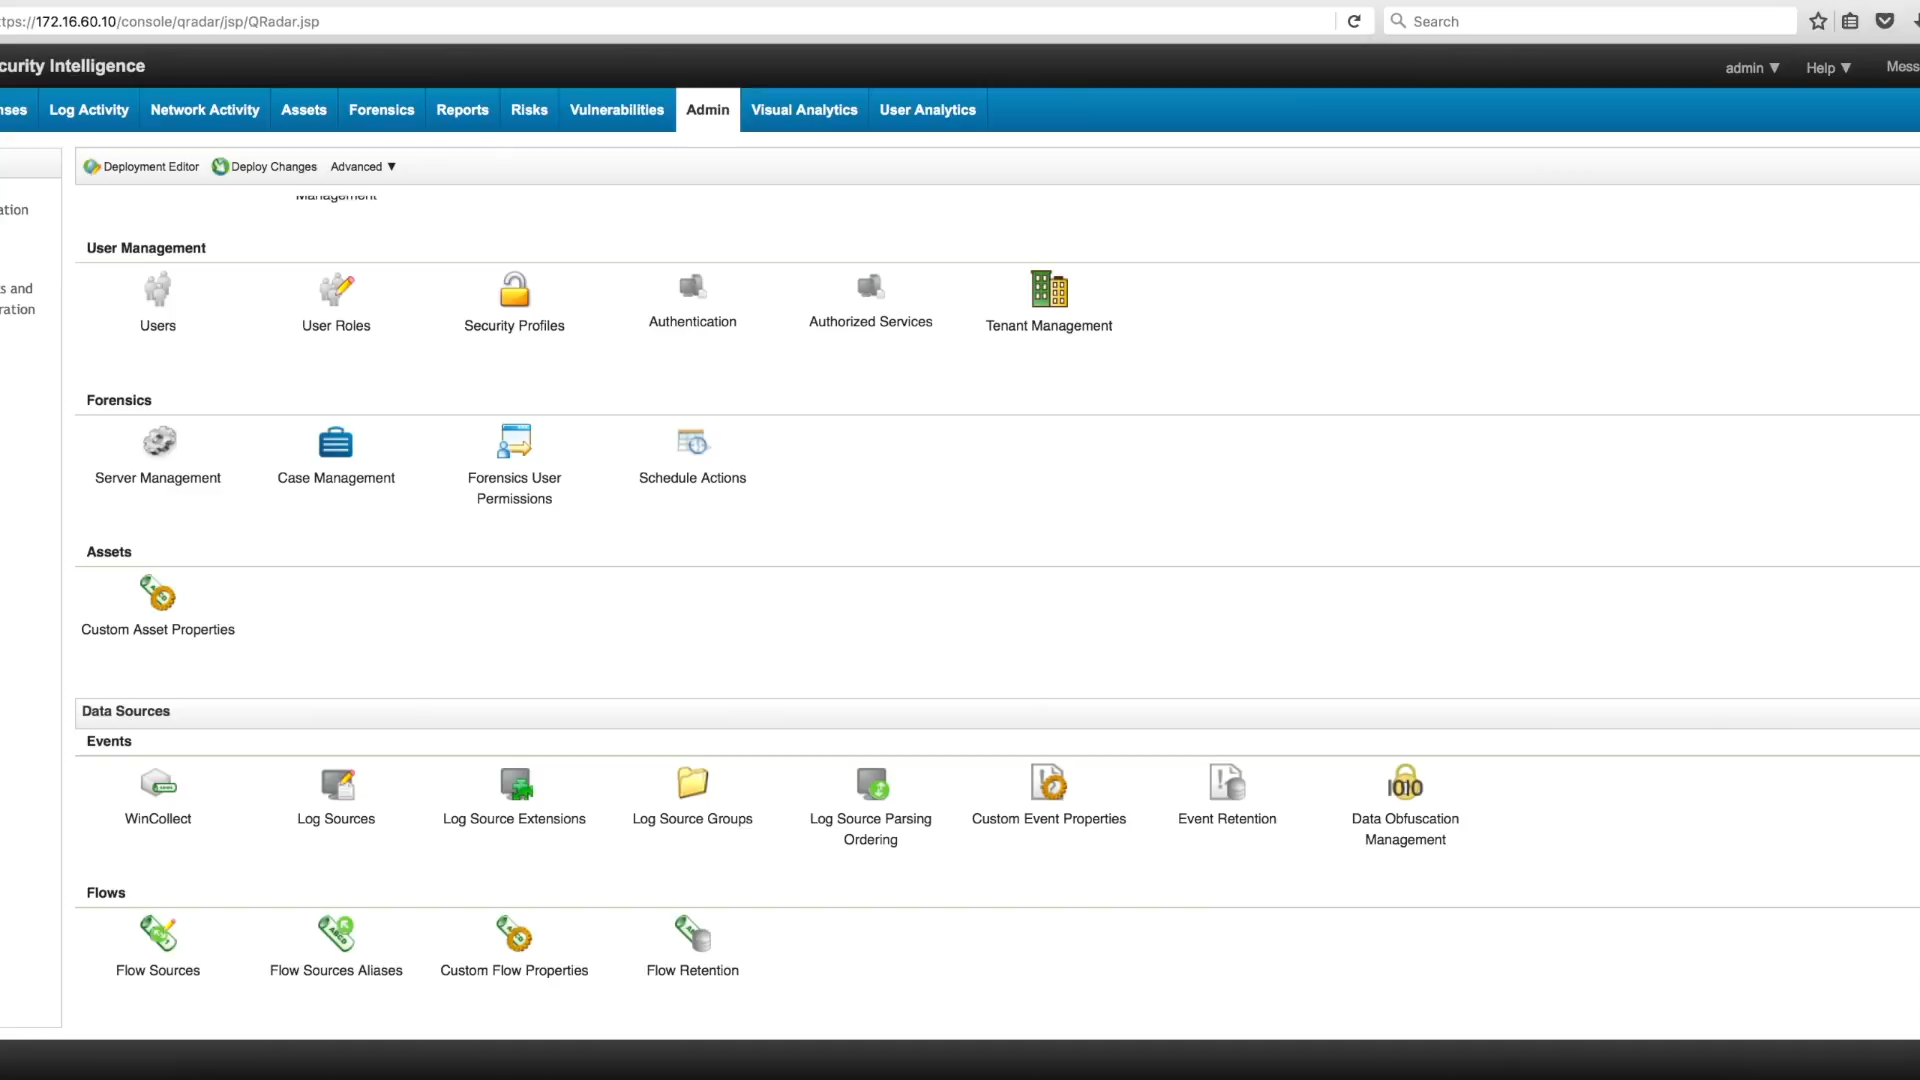 tps://172.16.60.10/console/qradar/jsp/QRadar.jsp
Search
curity Intelligence
admin ▼ Help ▼ Mess
nses Log Activity Network Activity Assets Forensics Reports Risks Vulnerabilities Admin Visual Analytics User Analytics
Deployment Editor Deploy Changes Advanced ▼
Management
ation
s and
ration
User Management
Users User Roles Security Profiles Authentication Authorized Services Tenant Management
Forensics
Server Management Case Management Forensics User Permissions Schedule Actions
Assets
Custom Asset Properties
Data Sources
Events
WinCollect Log Sources Log Source Extensions Log Source Groups Log Source Parsing Ordering Custom Event Properties Event Retention Data Obfuscation Management
Flows
Flow Sources Flow Sources Aliases Custom Flow Properties Flow Retention